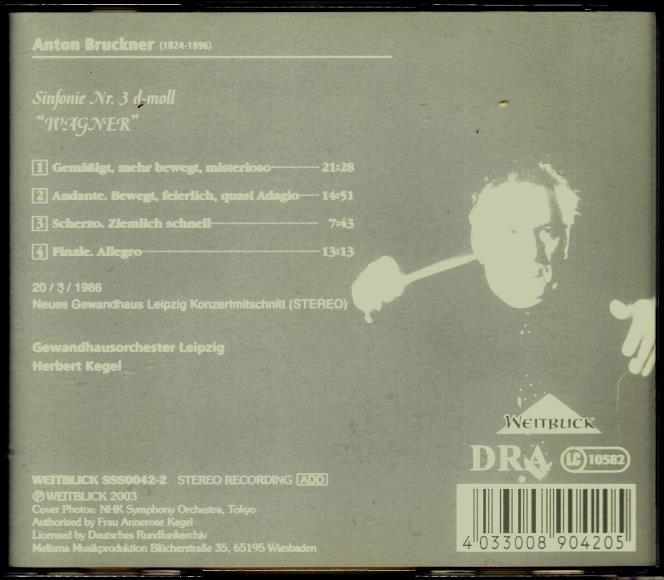 Anton Bruckner (1824-1896)
Sinfonie Nr. 3 d-moll
"WAGNER"
1 Gemäßigt, mehr bewegt, misterioso 21:28
2 Andante. Bewegt, feierlich, quasi Adagio 14:51
3 Scherzo. Ziemlich schnell 7:43
4 Finale. Allegro 13:13
20 / 3 / 1986
Neues Gewandhaus Leipzig Konzertmitschnitt (STEREO)
Gewandhausorchester Leipzig
Herbert Kegel
WEITBLICK
DRA LC 10582
WEITBLICK SSS0042-2 STEREO RECORDING ADD
Ⓟ WEITBLICK 2003
Cover Photos: NHK Symphony Orchestra, Tokyo
Authorized by Frau Annerose Kegel
Licensed by Deutsches Rundfunkarchiv
Melisma Musikproduktion Blücherstraße 35, 65195 Wiesbaden
4 033008 904205